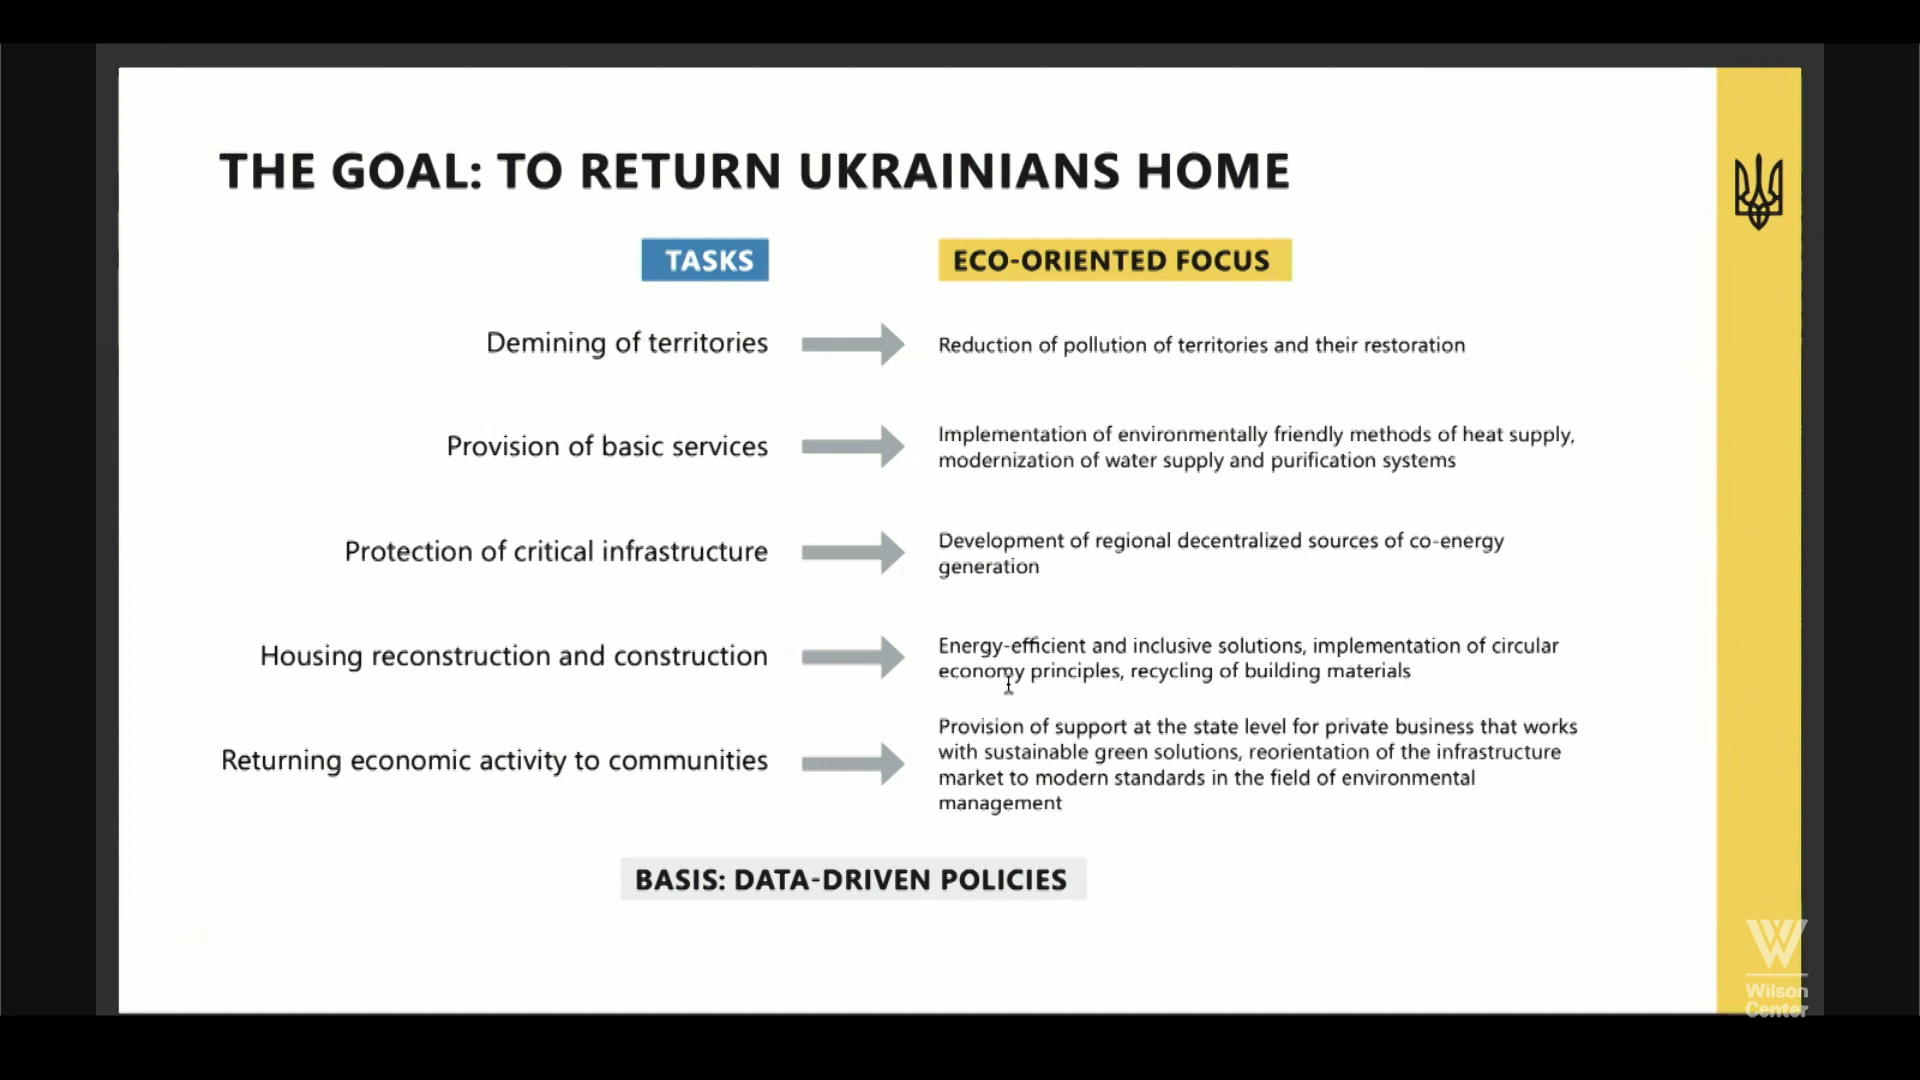 THE GOAL: TO RETURN UKRAINIANS HOME
TASKS
ECO-ORIENTED FOCUS
Demining of territories
Reduction of pollution of territories and their restoration
Provision of basic services
Implementation of environmentally friendly methods of heat supply,
modernization of water supply and purification systems
Protection of critical infrastructure
Development of regional decentralized sources of co-energy
generation
Housing reconstruction and construction
Energy-efficient and inclusive solutions, implementation of circular
economy principles, recycling of building materials
Returning economic activity to communities
Provision of support at the state level for private business that works
with sustainable green solutions, reorientation of the infrastructure
market to modern standards in the field of environmental
management
BASIS: DATA-DRIVEN POLICIES
Wilson
Center